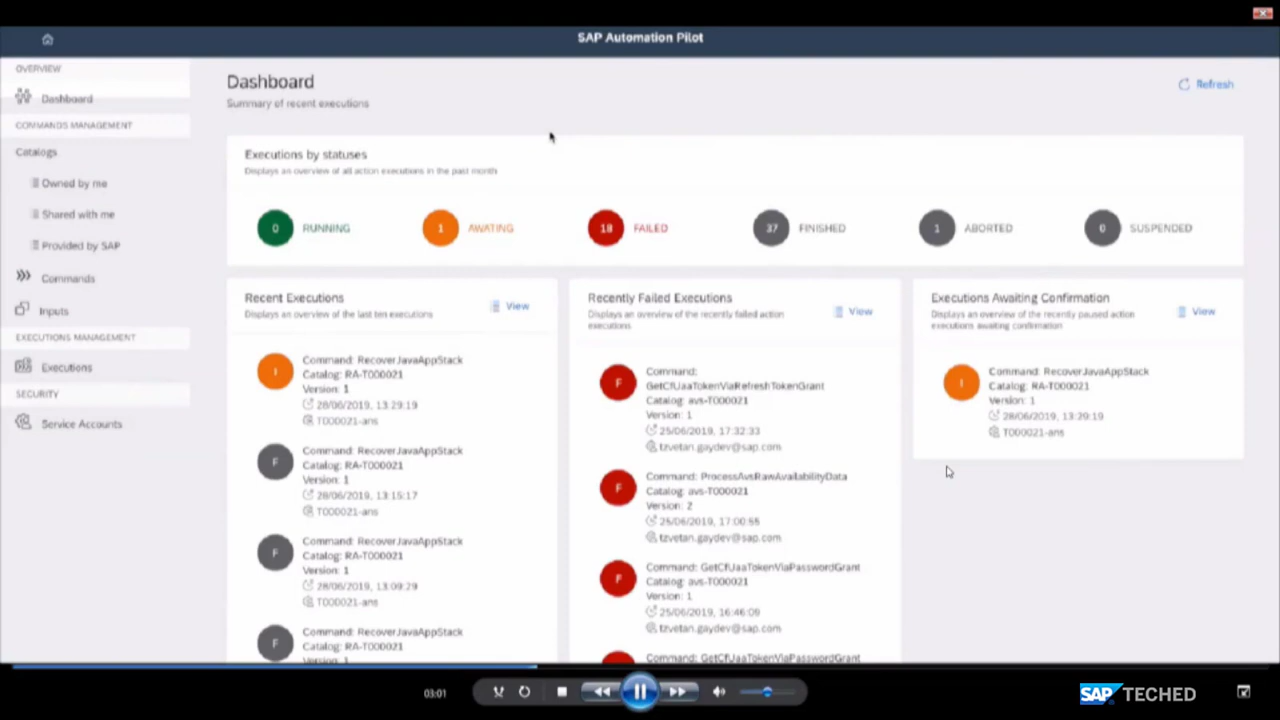 SAP Automation Pilot
OVERVIEW
Dashboard
COMMANDS MANAGEMENT
Catalogs
Owned by me
Shared with me
Provided by SAP
Commands
Inputs
EXECUTIONS MANAGEMENT
Executions
SECURITY
Service Accounts
Dashboard
Summary of recent executions
Refresh
Executions by statuses
Displays an overview of all action executions in the past month
0 RUNNING
1 AWATING
18 FAILED
37 FINISHED
1 ABORTED
0 SUSPENDED
Recent Executions
Displays an overview of the last ten executions
View
I
Command: RecoverJavaAppStack
Catalog: RA-T000021
Version: 1
28/06/2019, 13:29:19
T000021-ans
F
Command: RecoverJavaAppStack
Catalog: RA-T000021
Version: 1
28/06/2019, 13:15:17
T000021-ans
F
Command: RecoverJavaAppStack
Catalog: RA-T000021
Version: 1
28/06/2019, 13:09:29
T000021-ans
F
Command: RecoverJavaAppStack
Catalog: RA-T000021
Version: 1
Recently Failed Executions
Displays an overview of the recently failed action
executions
View
F
Command:
GetCfUaaTokenViaRefreshTokenGrant
Catalog: avs-T000021
Version: 1
25/06/2019, 17:32:33
tzvetan.gaydev@sap.com
F
Command: ProcessAvsRawAvailabilityData
Catalog: avs-T000021
Version: 2
25/06/2019, 17:00:55
tzvetan.gaydev@sap.com
F
Command: GetCfUaaTokenViaPasswordGrant
Catalog: avs-T000021
Version: 1
25/06/2019, 16:46:09
tzvetan.gaydev@sap.com
Command: GetCfUaaTokenViaPasswordGrant
Executions Awaiting Confirmation
Displays an overview of the recently paused action
executions awaiting confirmation
View
I
Command: RecoverJavaAppStack
Catalog: RA-T000021
Version: 1
28/06/2019, 13:29:19
T000021-ans
03:01
SAP TECHED